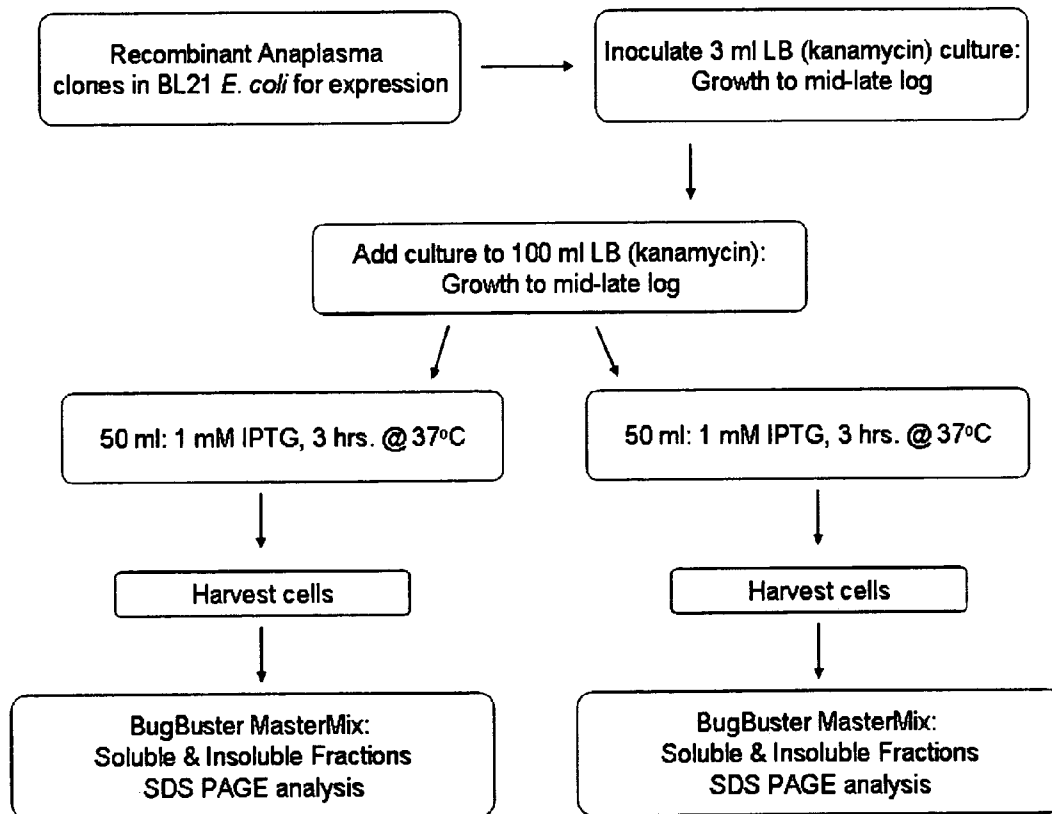 Recombinant Anaplasma
clones in BL21 E. coli for expression
Inoculate 3 ml LB (kanamycin) culture:
Growth to mid-late log
Add culture to 100 ml LB (kanamycin):
Growth to mid-late log
50 ml: 1 mM IPTG, 3 hrs. @ 37ºC
50 ml: 1 mM IPTG, 3 hrs. @ 37ºC
Harvest cells
Harvest cells
BugBuster MasterMix:
Soluble & Insoluble Fractions
SDS PAGE analysis
BugBuster MasterMix:
Soluble & Insoluble Fractions
SDS PAGE analysis